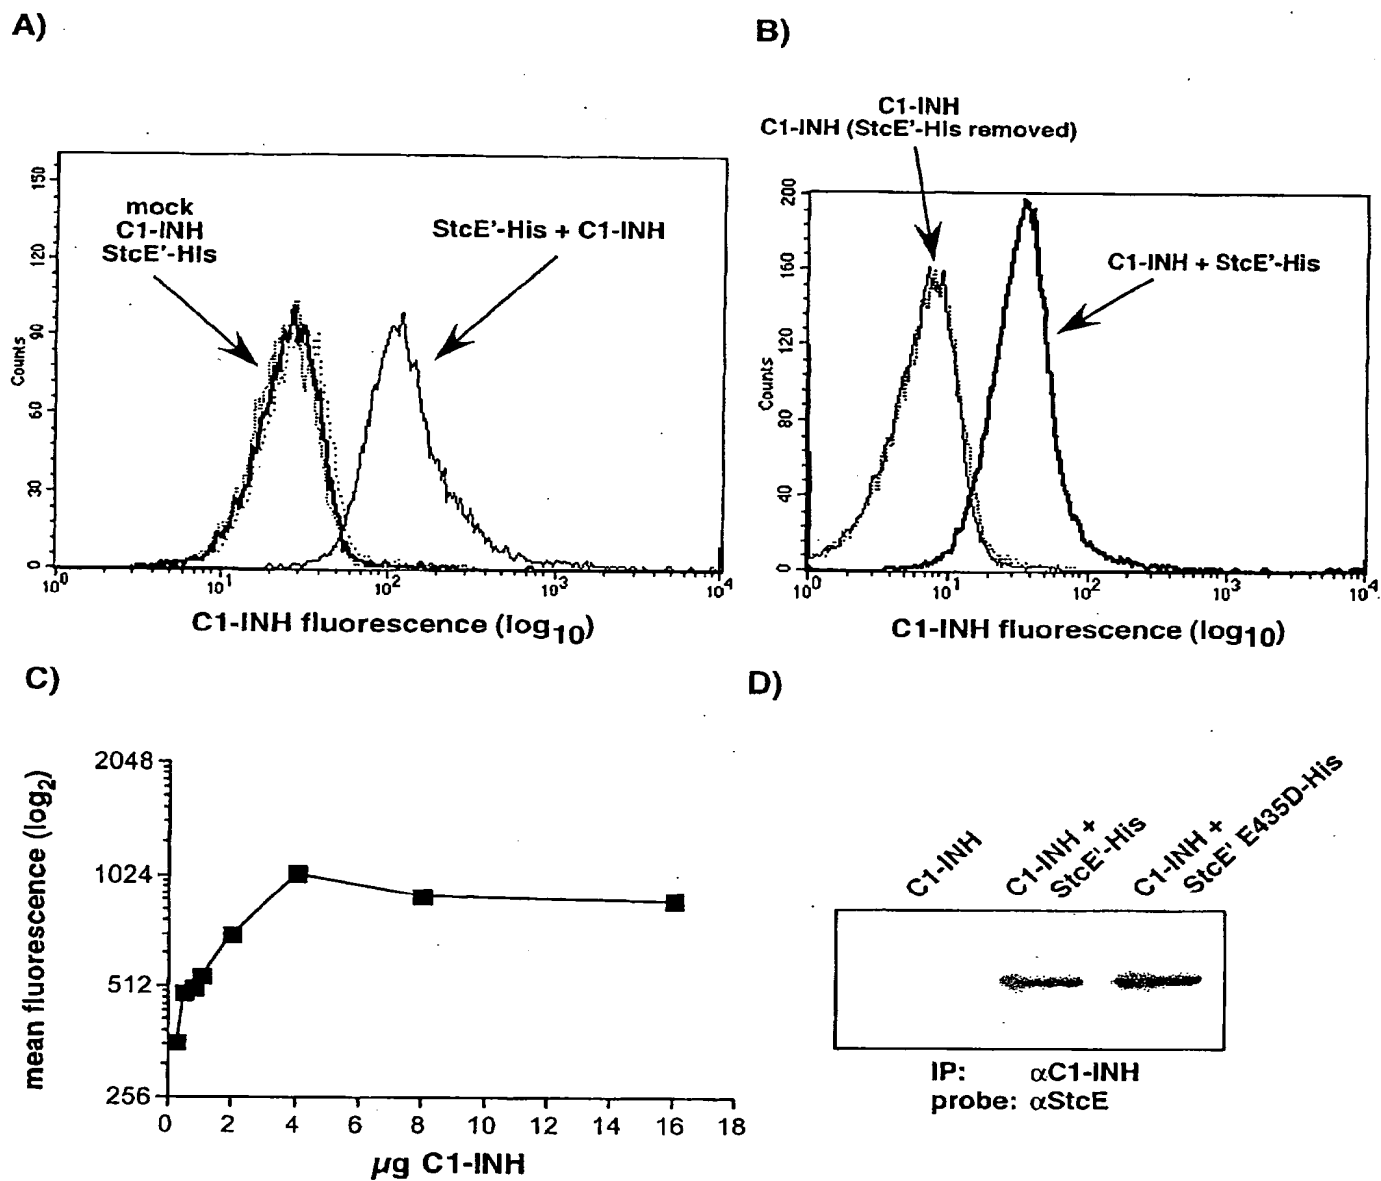 A)
mock
C1-INH
StcE'-His
StcE'-His + C1-INH
Counts
150
120
90
60
30
0
10^0
10^1
10^2
10^3
10^4
C1-INH fluorescence (log10)
B)
C1-INH
C1-INH (StcE'-His removed)
C1-INH + StcE'-His
Counts
200
160
120
80
40
0
10^0
10^1
10^2
10^3
10^4
C1-INH fluorescence (log10)
C)
mean fluorescence (log2)
2048
1024
512
256
0 2 4 6 8 10 12 14 16 18
µg C1-INH
D)
C1-INH
C1-INH +
StcE'-His
C1-INH +
StcE' E435D-His
IP: αC1-INH
probe: αStcE